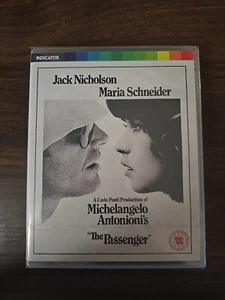 INDICATOR
Jack Nicholson
Maria Schneider
A Carlo Ponti Production of
Michelangelo
Antonioni's
"The Passenger"